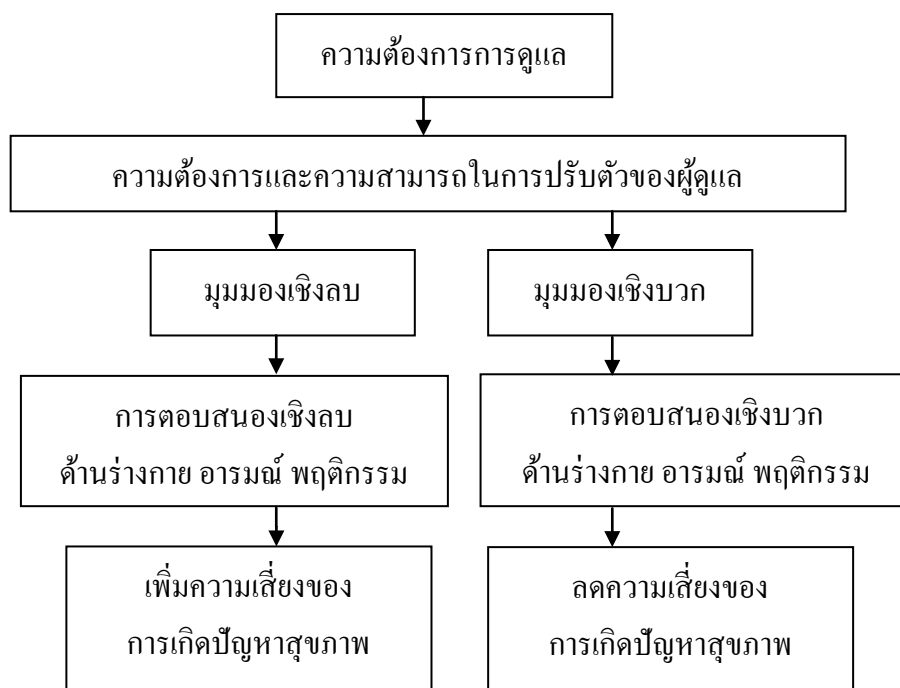 ความต้องการการดูแล
ความต้องการและความสามารถในการปรับตัวของผู้ดูแล
มุมมองเชิงลบ
มุมมองเชิงบวก
การตอบสนองเชิงลบ
ด้านร่างกาย อารมณ์ พฤติกรรม
การตอบสนองเชิงบวก
ด้านร่างกาย อารมณ์ พฤติกรรม
เพิ่มความเสี่ยงของ
การเกิดปัญหาสุขภาพ
ลดความเสี่ยงของ
การเกิดปัญหาสุขภาพ